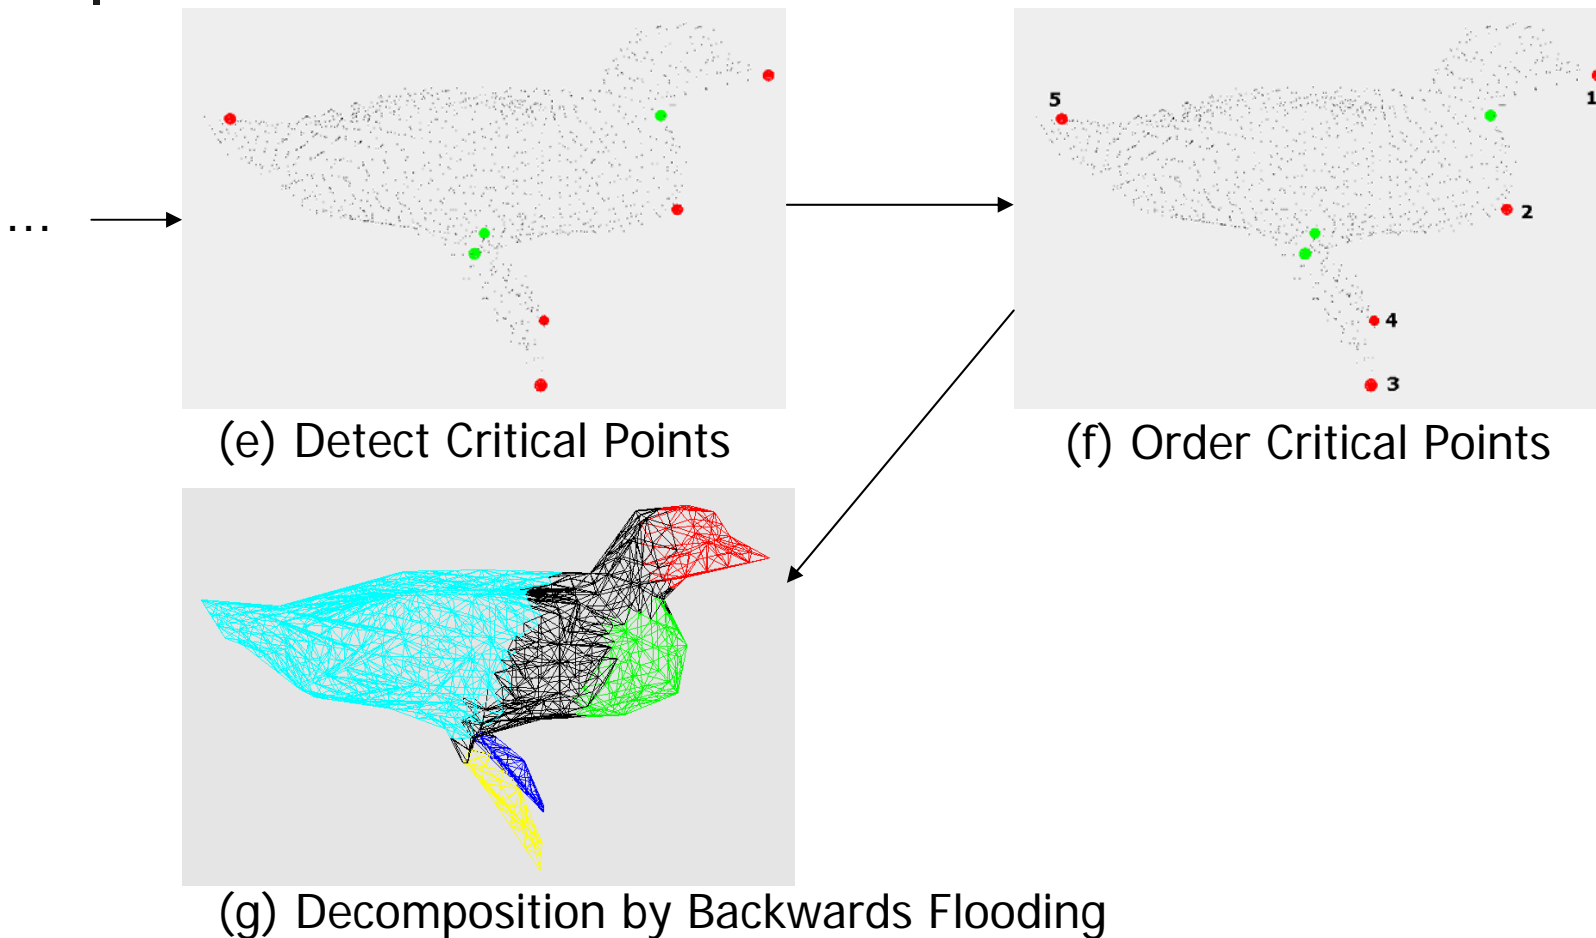 ...
5
1
2
4
3
(e) Detect Critical Points
(f) Order Critical Points
(g) Decomposition by Backwards Flooding